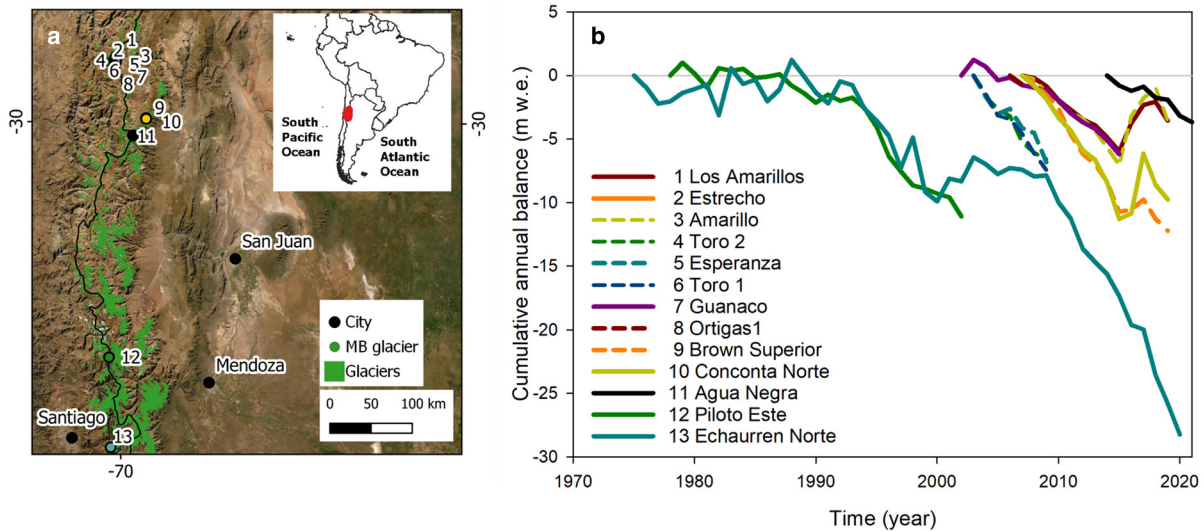 a
1
2
4
3
5
6
7
8
9
10
11
12
13
-30
-30
-70
South
Pacific
Ocean
South
Atlantic
Ocean
San Juan
Mendoza
Santiago
City
MB glacier
Glaciers
0 50 100 km
b
Cumulative annual balance (m w.e.)
5
0
-5
-10
-15
-20
-25
-30
1 Los Amarillos
2 Estrecho
3 Amarillo
4 Toro 2
5 Esperanza
6 Toro 1
7 Guanaco
8 Ortigas1
9 Brown Superior
10 Conconta Norte
11 Agua Negra
12 Piloto Este
13 Echaurren Norte
1970 1980 1990 2000 2010 2020
Time (year)